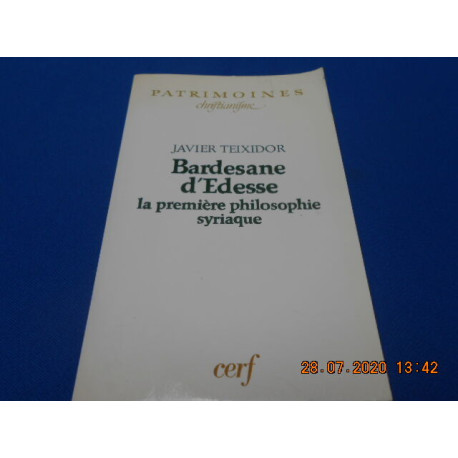 PATRIMOINES
christianisme
JAVIER TEIXIDOR
Bardesane
d'Edesse
la première philosophie
syriaque
cerf
28.07.2020 13:42